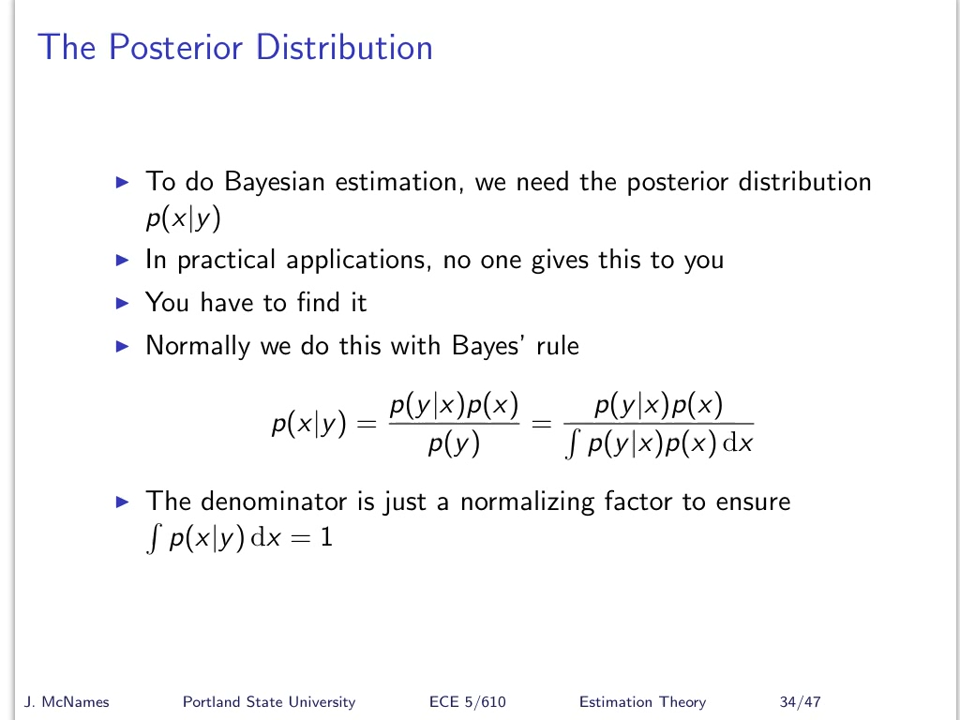 The Posterior Distribution
▶ To do Bayesian estimation, we need the posterior distribution
p(x|y)
▶ In practical applications, no one gives this to you
▶ You have to find it
▶ Normally we do this with Bayes' rule
p(x|y) = p(y|x)p(x) / p(y) = p(y|x)p(x) / ∫ p(y|x)p(x) dx
▶ The denominator is just a normalizing factor to ensure
∫ p(x|y) dx = 1
J. McNames Portland State University ECE 5/610 Estimation Theory 34/47